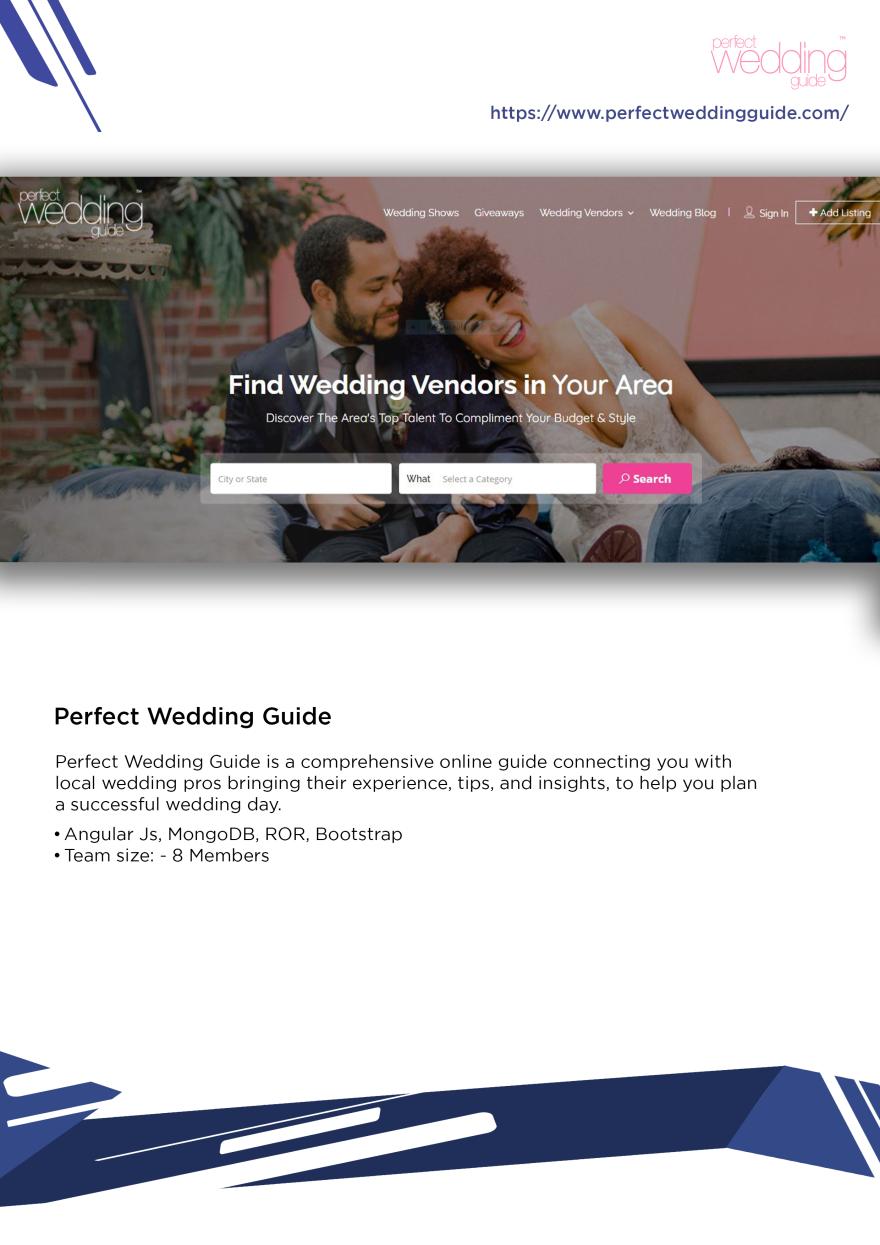 perfect
wedding
guide
™
https://www.perfectweddingguide.com/
perfect
wedding
guide
™
Wedding Shows Giveaways Wedding Vendors Wedding Blog | Sign In + Add Listing
Find Wedding Vendors in Your Area
Discover The Area's Top Talent To Compliment Your Budget & Style
City or State What Select a Category Search
Perfect Wedding Guide
Perfect Wedding Guide is a comprehensive online guide connecting you with
local wedding pros bringing their experience, tips, and insights, to help you plan
a successful wedding day.
• Angular Js, MongoDB, ROR, Bootstrap
• Team size: - 8 Members